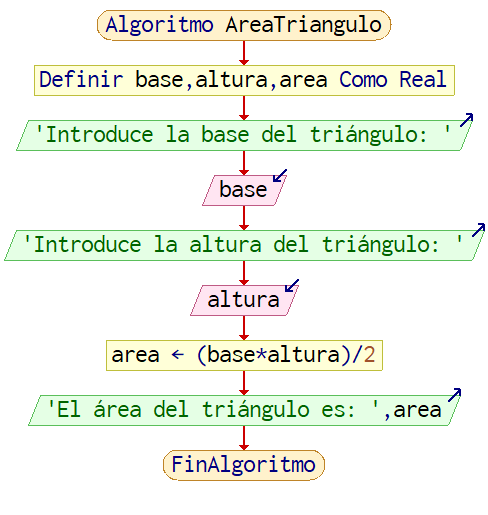 Algoritmo AreaTriangulo
Definir base,altura,area Como Real
'Introduce la base del triángulo: '
base
'Introduce la altura del triángulo: '
altura
area ← (base*altura)/2
'El área del triángulo es: ',area
FinAlgoritmo